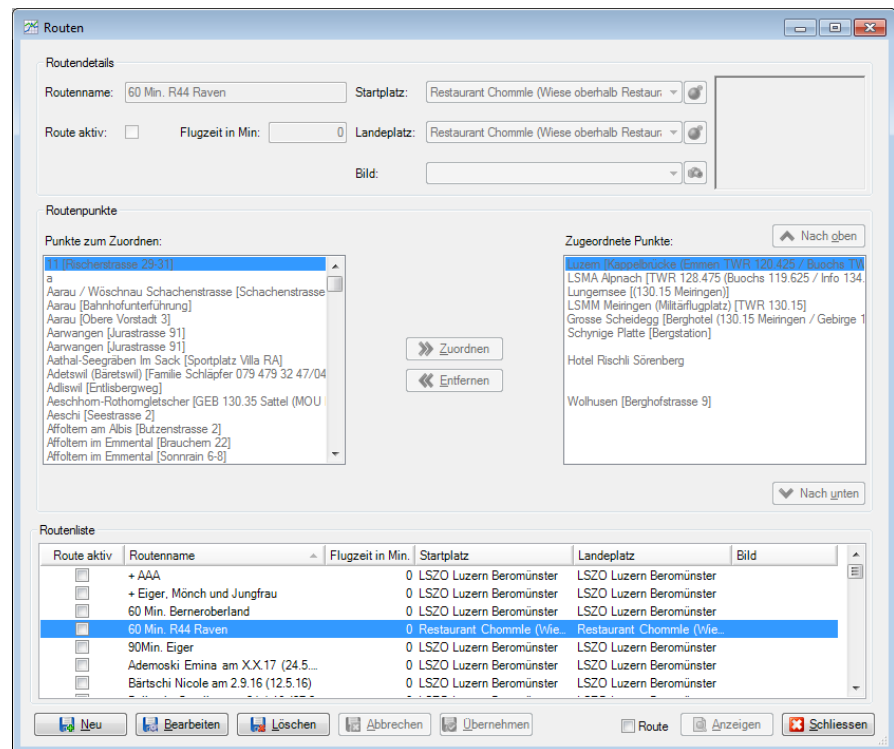 Routen
Routendetails
Routenname: 60 Min. R44 Raven Startplatz: Restaurant Chommle (Wiese oberhalb Restaur
Route aktiv: Flugzeit in Min: 0 Landeplatz: Restaurant Chommle (Wiese oberhalb Restaur
Bild:
Routenpunkte
Punkte zum Zuordnen:
11 [Rischerstrasse 29-31]
a
Aarau / Wöschnau Schachenstrasse [Schachenstrasse
Aarau [Bahnhofunterführung]
Aarau [Obere Vorstadt 3]
Aarwangen [Jurastrasse 91]
Aarwangen [Jurastrasse 91]
Aathal-Seegräben Im Sack [Sportplatz Villa RA]
Adetswil (Bäretswil) [Familie Schläpfer 079 479 32 47/04
Adliswil [Entlisbergweg]
Aeschhorn-Rothorngletscher [GEB 130.35 Sattel (MOU
Aeschi [Seestrasse 2]
Affoltern am Albis [Butzenstrasse 2]
Affoltern im Emmental [Brauchern 22]
Affoltern im Emmental [Sonnrain 6-8]
Zuordnen
Entfernen
Zugeordnete Punkte:
Nach oben
Luzern [Kappelbrücke (Emmen TWR 120.425 / Buochs TW
LSMA Alpnach [TWR 128.475 (Buochs 119.625 / Info 134.
Lungernsee [(130.15 Meiringen)]
LSMM Meiringen (Militärflugplatz) [TWR 130.15]
Grosse Scheidegg [Berghotel (130.15 Meiringen / Gebirge 1
Schynige Platte [Bergstation]
Hotel Rischli Sörenberg
Wolhusen [Berghofstrasse 9]
Nach unten
Routenliste
Route aktiv Routenname Flugzeit in Min. Startplatz Landeplatz Bild
+ AAA 0 LSZO Luzern Beromünster LSZO Luzern Beromünster
+ Eiger, Mönch und Jungfrau 0 LSZO Luzern Beromünster LSZO Luzern Beromünster
60 Min. Berneroberland 0 LSZO Luzern Beromünster LSZO Luzern Beromünster
60 Min. R44 Raven 0 Restaurant Chommle (Wie... Restaurant Chommle (Wie...
90Min. Eiger 0 LSZO Luzern Beromünster LSZO Luzern Beromünster
Ademoski Emina am X.X.17 (24.5.... 0 LSZO Luzern Beromünster LSZO Luzern Beromünster
Bärtschi Nicole am 2.9.16 (12.5.16) 0 LSZO Luzern Beromünster LSZO Luzern Beromünster
Neu Bearbeiten Löschen Abbrechen Übernehmen Route Anzeigen Schliessen